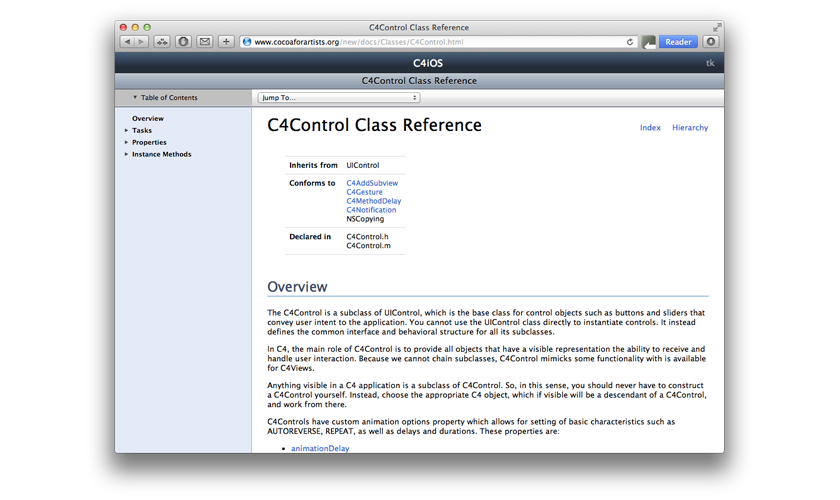 C4Control Class Reference
www.cocoaforartists.org/new/docs/Classes/C4Control.html
Reader
C4iOS
tk
C4Control Class Reference
Table of Contents
Jump To...
Overview
Tasks
Properties
Instance Methods
C4Control Class Reference
Index Hierarchy
Inherits from UIControl
Conforms to C4AddSubview
C4Gesture
C4MethodDelay
C4Notification
NSCopying
Declared in C4Control.h
C4Control.m
Overview
The C4Control is a subclass of UIControl, which is the base class for control objects such as buttons and sliders that
convey user intent to the application. You cannot use the UIControl class directly to instantiate controls. It instead
defines the common interface and behavioral structure for all its subclasses.
In C4, the main role of C4Control is to provide all objects that have a visible representation the ability to receive and
handle user interaction. Because we cannot chain subclasses, C4Control mimicks some functionality with is available
for C4Views.
Anything visible in a C4 application is a subclass of C4Control. So, in this sense, you should never have to construct
a C4Control yourself. Instead, choose the appropriate C4 object, which if visible will be a descendant of a C4Control,
and work from there.
C4Controls have custom animation options property which allows for setting of basic characteristics such as
AUTOREVERSE, REPEAT, as well as delays and durations. These properties are:
• animationDelay